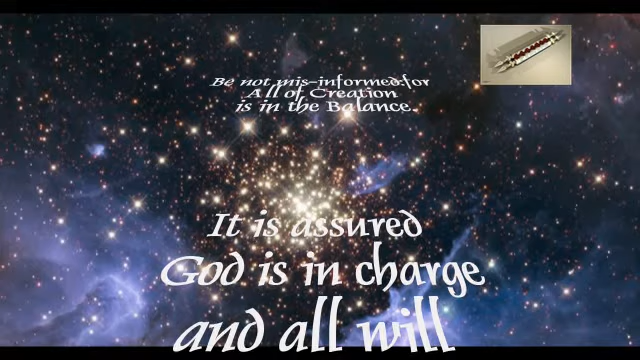 Be not mis-informed:for
All of Creation
is in the Balance.
It is assured
God is in charge
and all will